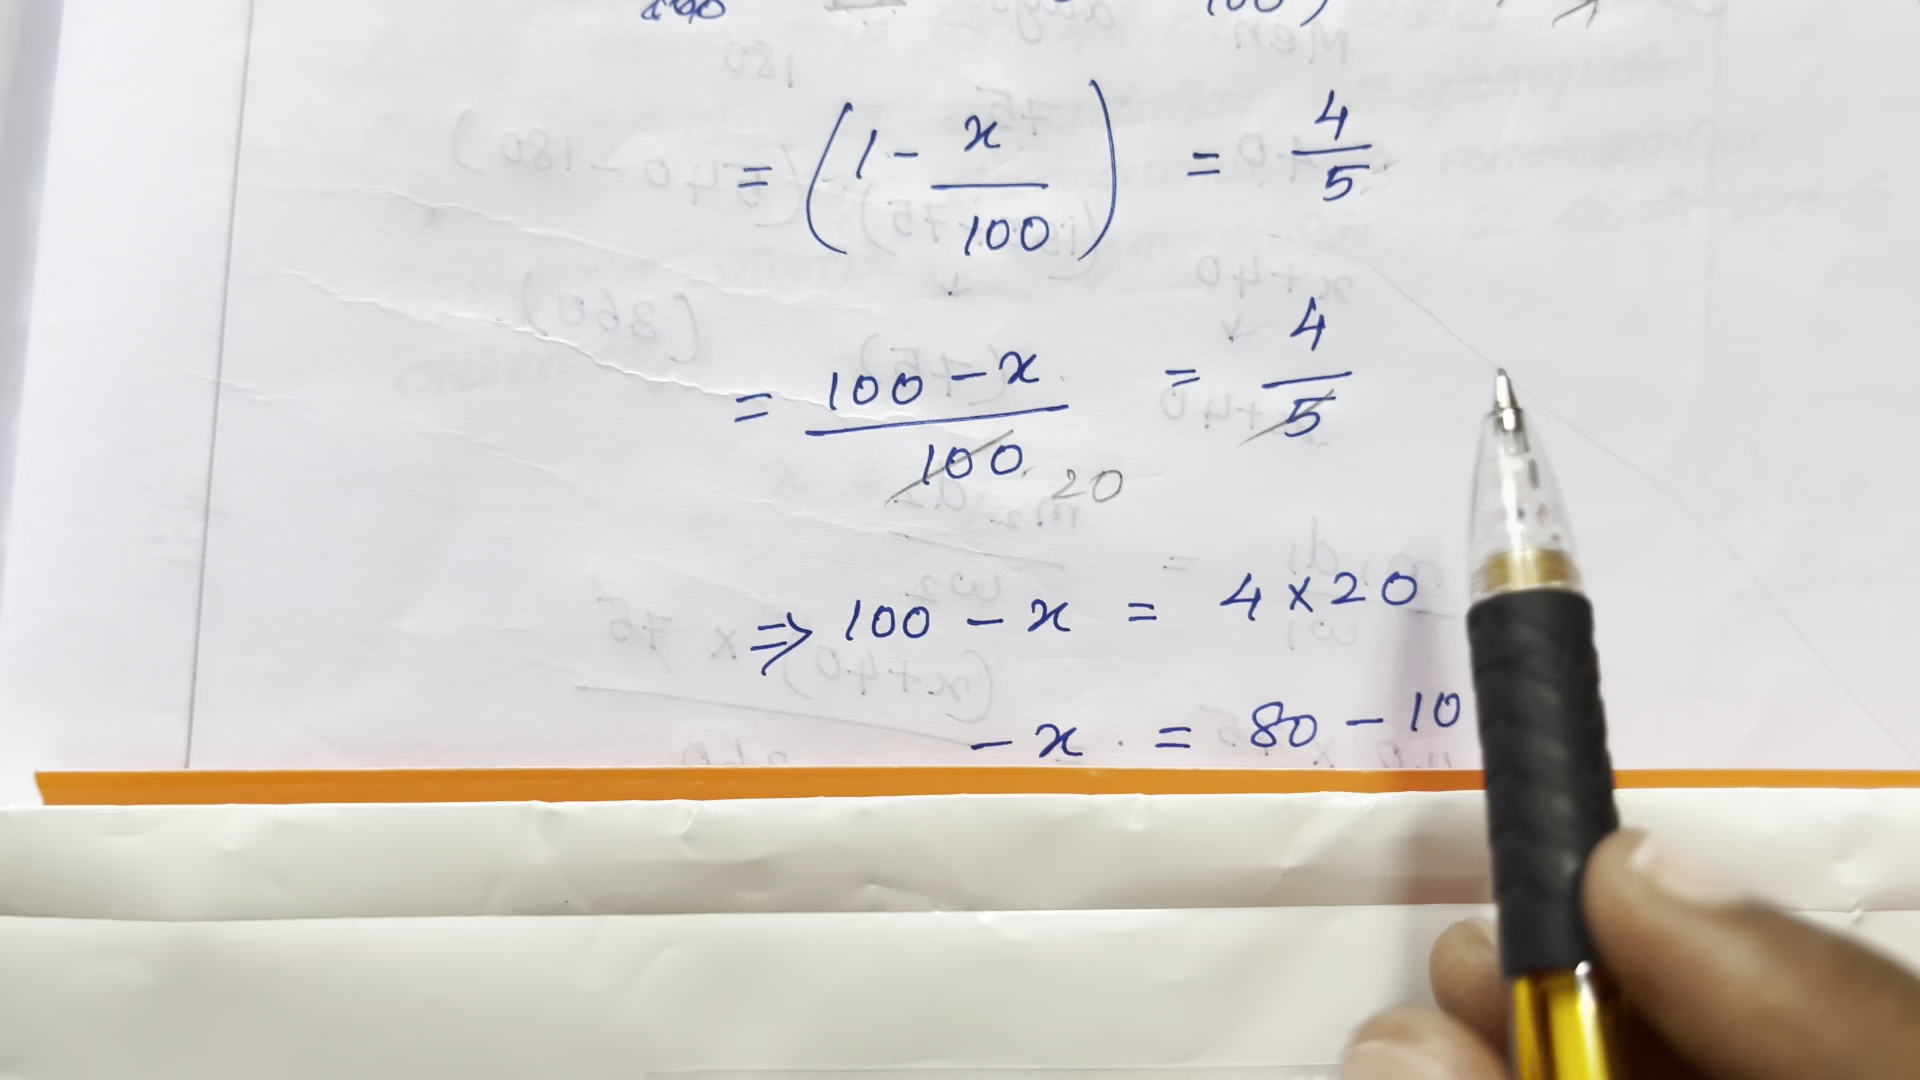 = (1 - x/100) = 4/5
= 100 - x/100 = 4/5
20
⇒ 100 - x = 4 × 20
- x = 80 - 10